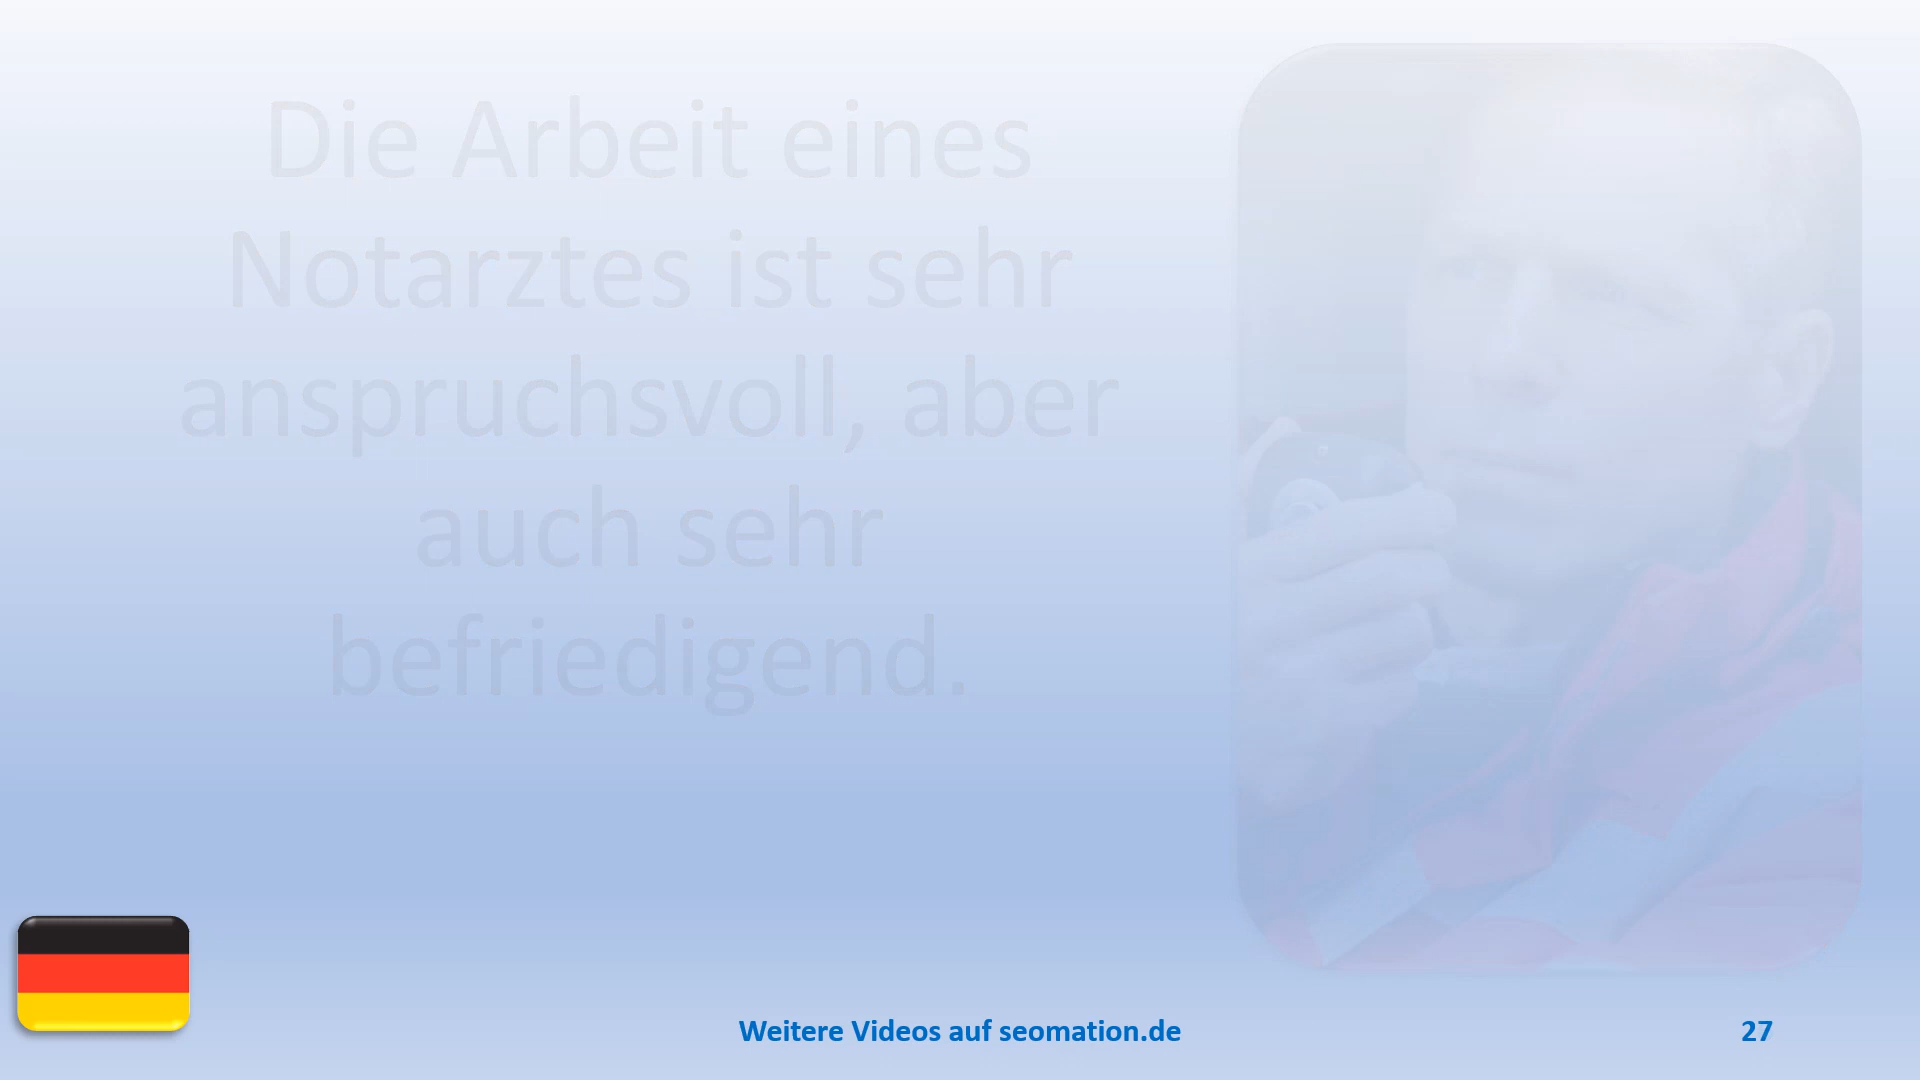 Die Arbeit eines
Notarztes ist sehr
anspruchsvoll, aber
auch sehr
befriedigend.
Weitere Videos auf seomation.de
27